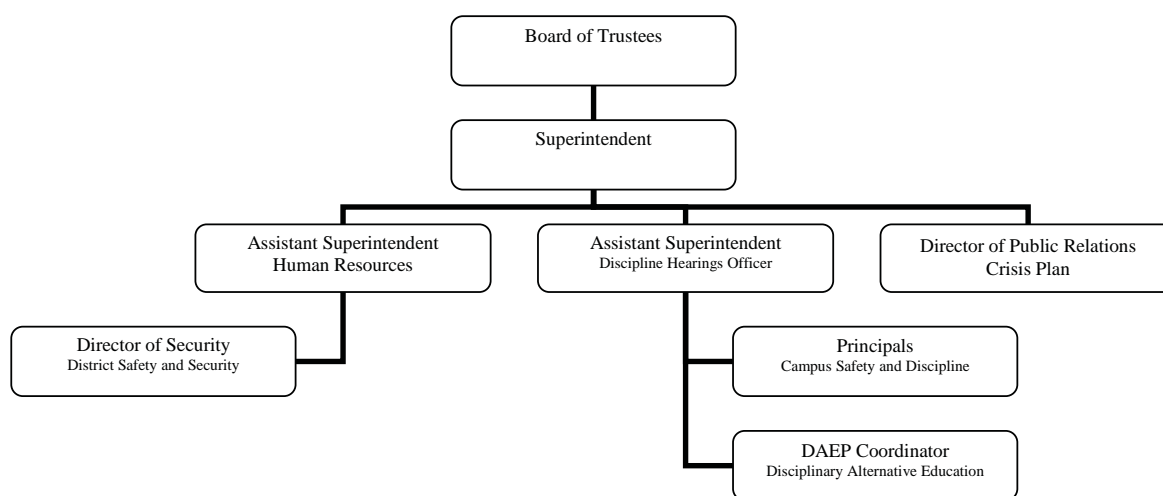 Board of Trustees
Superintendent
Assistant Superintendent
Human Resources
Assistant Superintendent
Discipline Hearings Officer
Director of Public Relations
Crisis Plan
Director of Security
District Safety and Security
Principals
Campus Safety and Discipline
DAEP Coordinator
Disciplinary Alternative Education